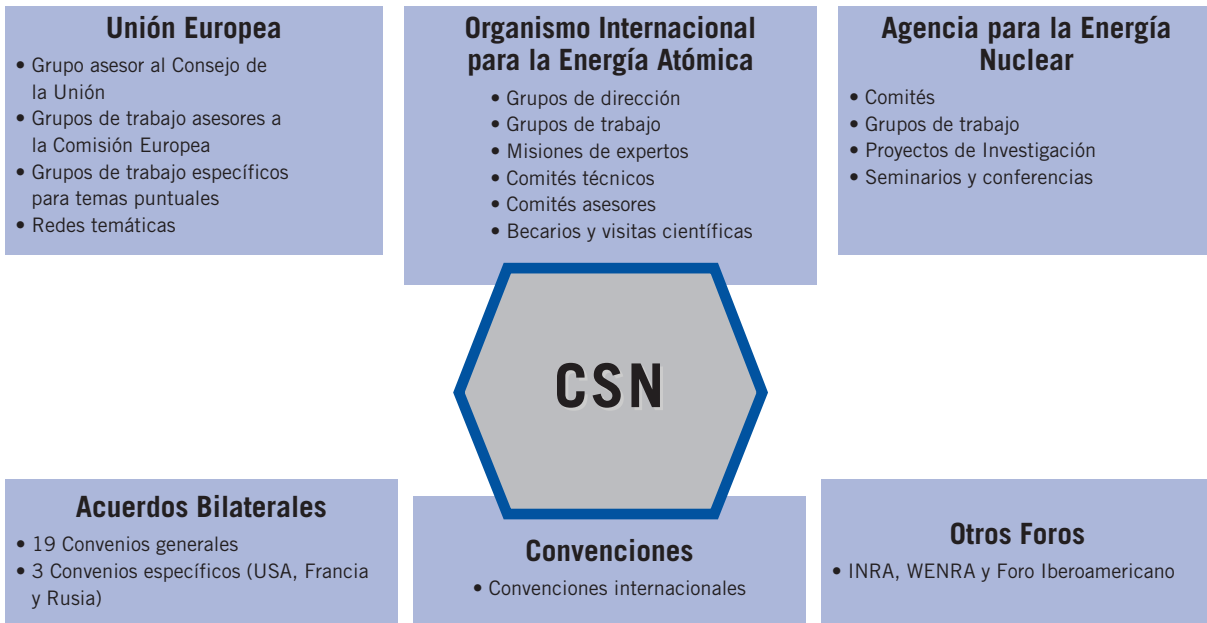 Unión Europea
• Grupo asesor al Consejo de
la Unión
• Grupos de trabajo asesores a
la Comisión Europea
• Grupos de trabajo específicos
para temas puntuales
• Redes temáticas
Organismo Internacional
para la Energía Atómica
• Grupos de dirección
• Grupos de trabajo
• Misiones de expertos
• Comités técnicos
• Comités asesores
• Becarios y visitas científicas
Agencia para la Energía
Nuclear
• Comités
• Grupos de trabajo
• Proyectos de Investigación
• Seminarios y conferencias
CSN
Acuerdos Bilaterales
• 19 Convenios generales
• 3 Convenios específicos (USA, Francia
y Rusia)
Convenciones
• Convenciones internacionales
Otros Foros
• INRA, WENRA y Foro Iberoamericano